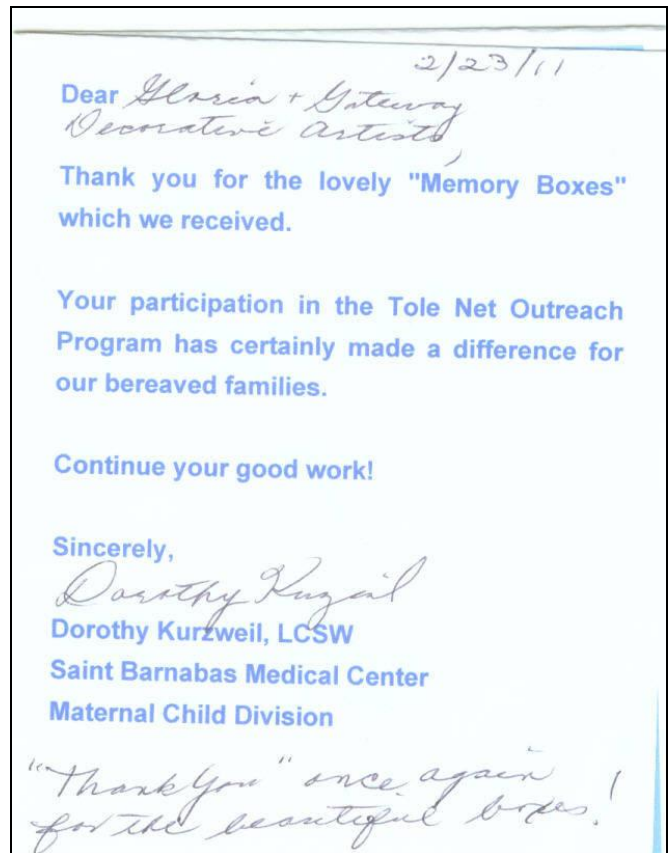 2/23/11
Dear Gloria + Gateway
Decorative Artists,
Thank you for the lovely "Memory Boxes"
which we received.
Your participation in the Tole Net Outreach
Program has certainly made a difference for
our bereaved families.
Continue your good work!
Sincerely,
Dorothy Kurzweil
Dorothy Kurzweil, LCSW
Saint Barnabas Medical Center
Maternal Child Division
"Thank You" once again
for the beautiful boxes!